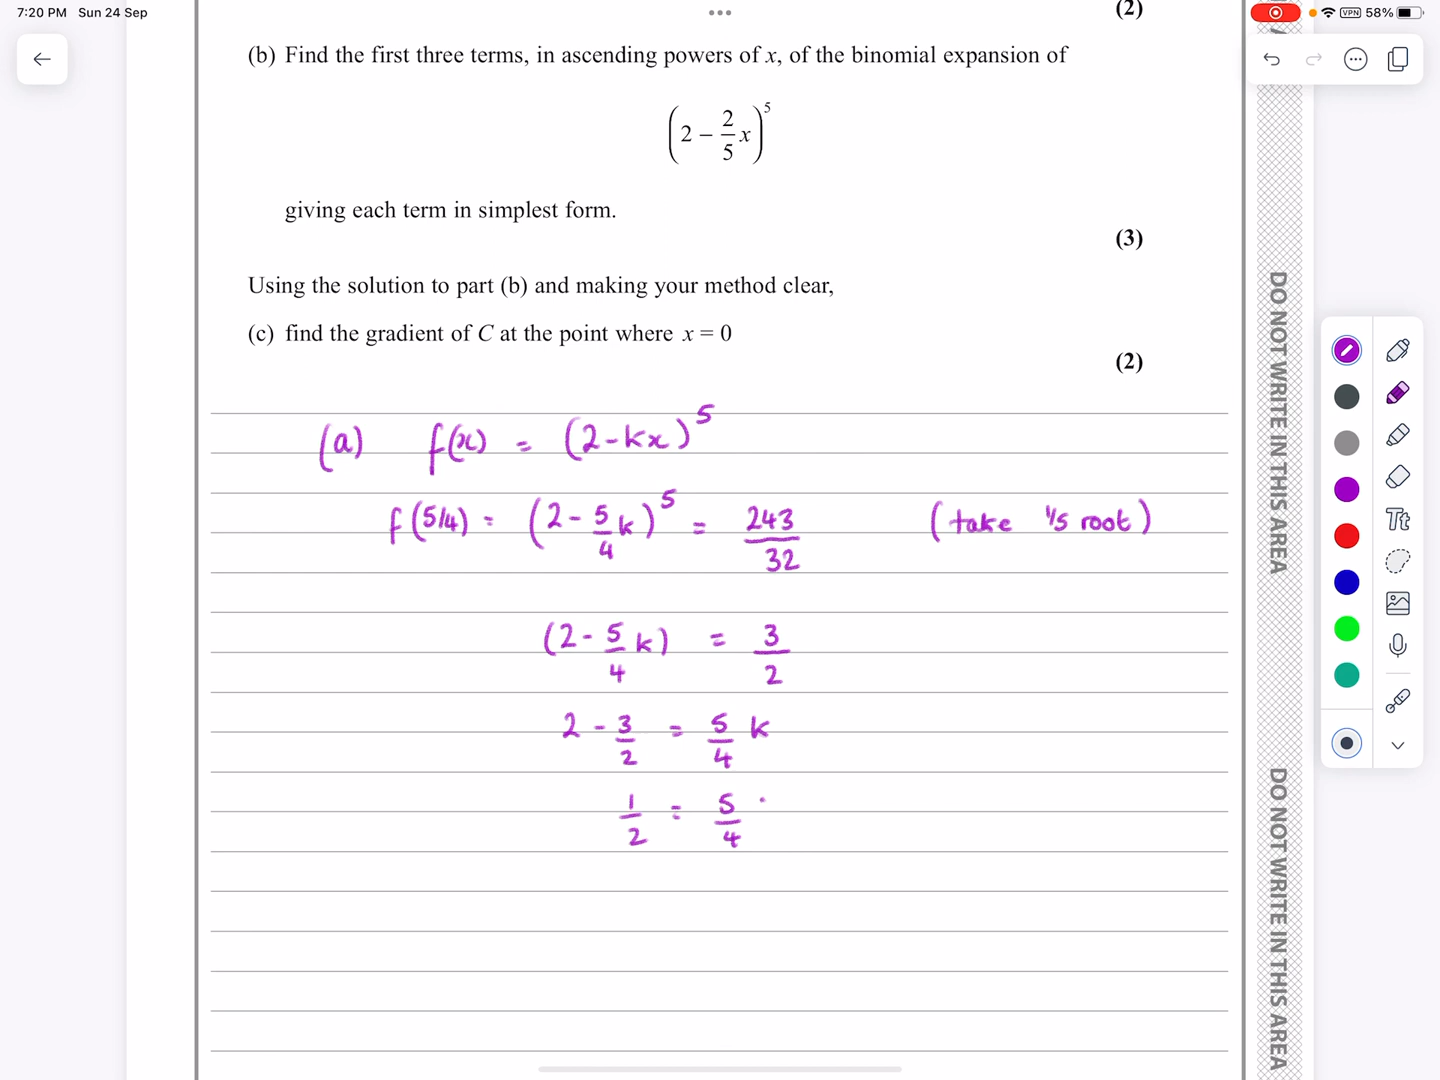 7:20 PM Sun 24 Sep
VPN 58%
(2)
(b) Find the first three terms, in ascending powers of x, of the binomial expansion of
(2 − 2/5 x)^5
giving each term in simplest form.
(3)
Using the solution to part (b) and making your method clear,
(c) find the gradient of C at the point where x = 0
(2)
(a) f(x) = (2-kx)^5
f(5/4) = (2 - 5/4 k)^5 = 243/32 (take 1/5 root)
(2 - 5/4 k) = 3/2
2 - 3/2 = 5/4 k
1/2 = 5/4
DO NOT WRITE IN THIS AREA
DO NOT WRITE IN THIS AREA
Tt